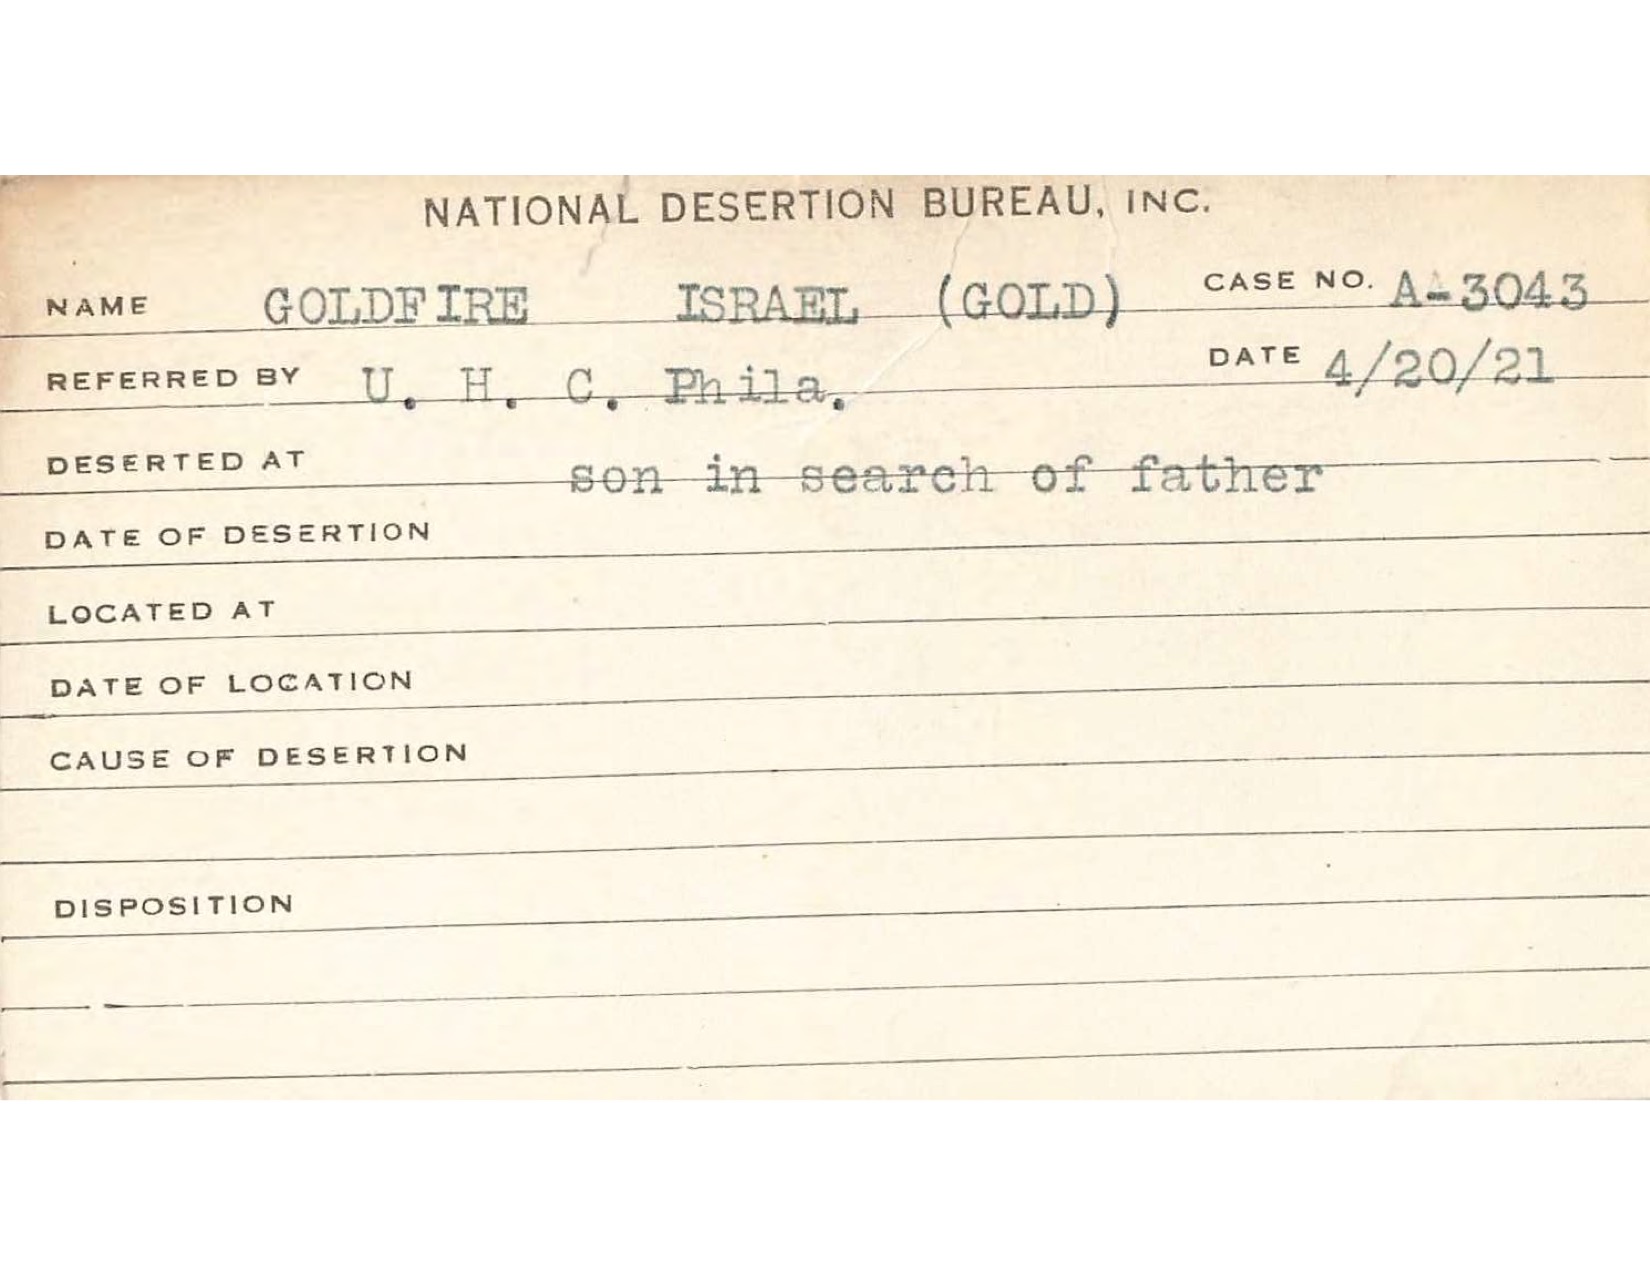 NATIONAL DESERTION BUREAU, INC.
NAME GOLDFIRE ISRAEL (GOLD) CASE NO. A-3043
REFERRED BY U. H. C. Phila. DATE 4/20/21
DESERTED AT son in search of father
DATE OF DESERTION
LOCATED AT
DATE OF LOCATION
CAUSE OF DESERTION
DISPOSITION